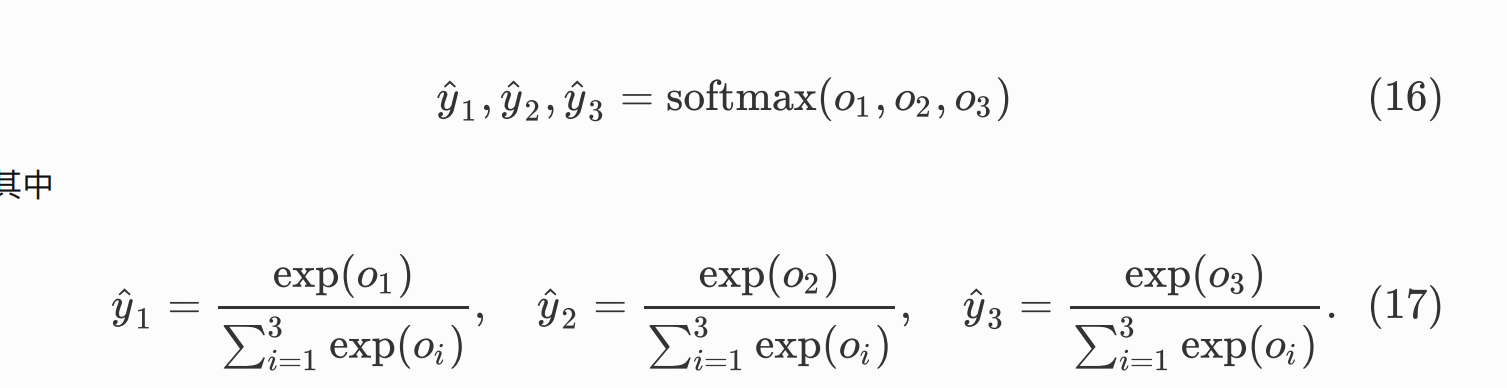 ŷ₁, ŷ₂, ŷ₃ = softmax(o₁, o₂, o₃) (16)
其中
ŷ₁ = exp(o₁) / ∑³ᵢ₌₁ exp(oᵢ), ŷ₂ = exp(o₂) / ∑³ᵢ₌₁ exp(oᵢ), ŷ₃ = exp(o₃) / ∑³ᵢ₌₁ exp(oᵢ). (17)